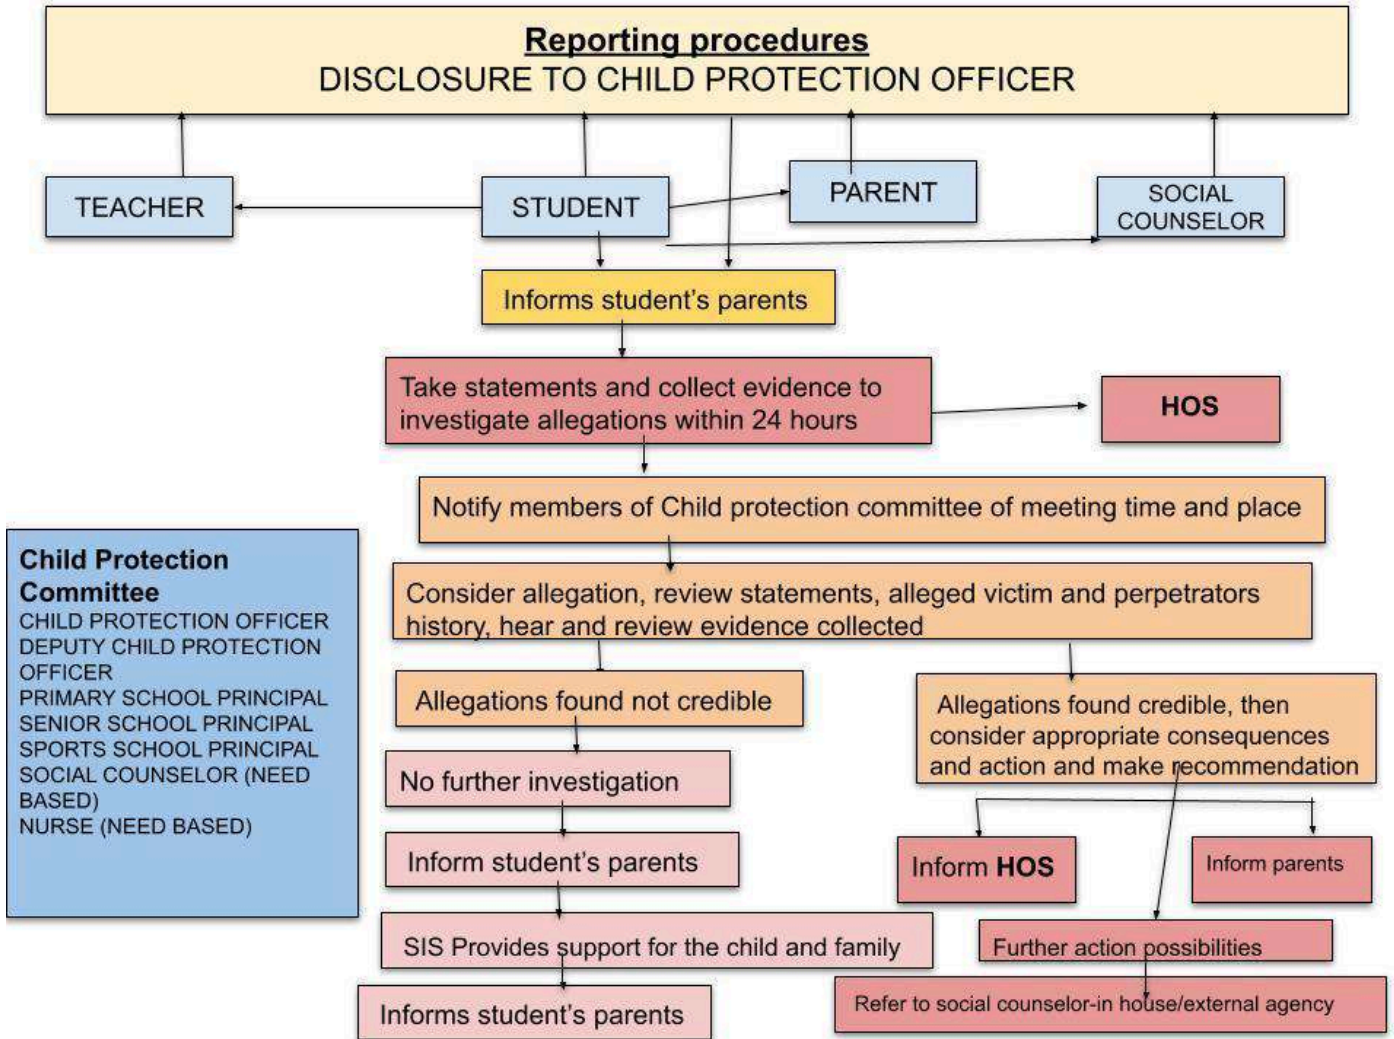 Reporting procedures
DISCLOSURE TO CHILD PROTECTION OFFICER
TEACHER
STUDENT
PARENT
SOCIAL
COUNSELOR
Informs student's parents
Take statements and collect evidence to
investigate allegations within 24 hours
HOS
Notify members of Child protection committee of meeting time and place
Child Protection
Committee
CHILD PROTECTION OFFICER
DEPUTY CHILD PROTECTION
OFFICER
PRIMARY SCHOOL PRINCIPAL
SENIOR SCHOOL PRINCIPAL
SPORTS SCHOOL PRINCIPAL
SOCIAL COUNSELOR (NEED
BASED)
NURSE (NEED BASED)
Consider allegation, review statements, alleged victim and perpetrators
history, hear and review evidence collected
Allegations found not credible
Allegations found credible, then
consider appropriate consequences
and action and make recommendation
No further investigation
Inform student's parents
Inform HOS
Inform parents
SIS Provides support for the child and family
Further action possibilities
Informs student's parents
Refer to social counselor-in house/external agency